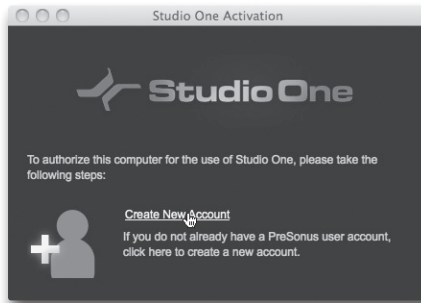 Studio One Activation
Studio One
To authorize this computer for the use of Studio One, please take the
following steps:
Create New Account
If you do not already have a PreSonus user account,
click here to create a new account.